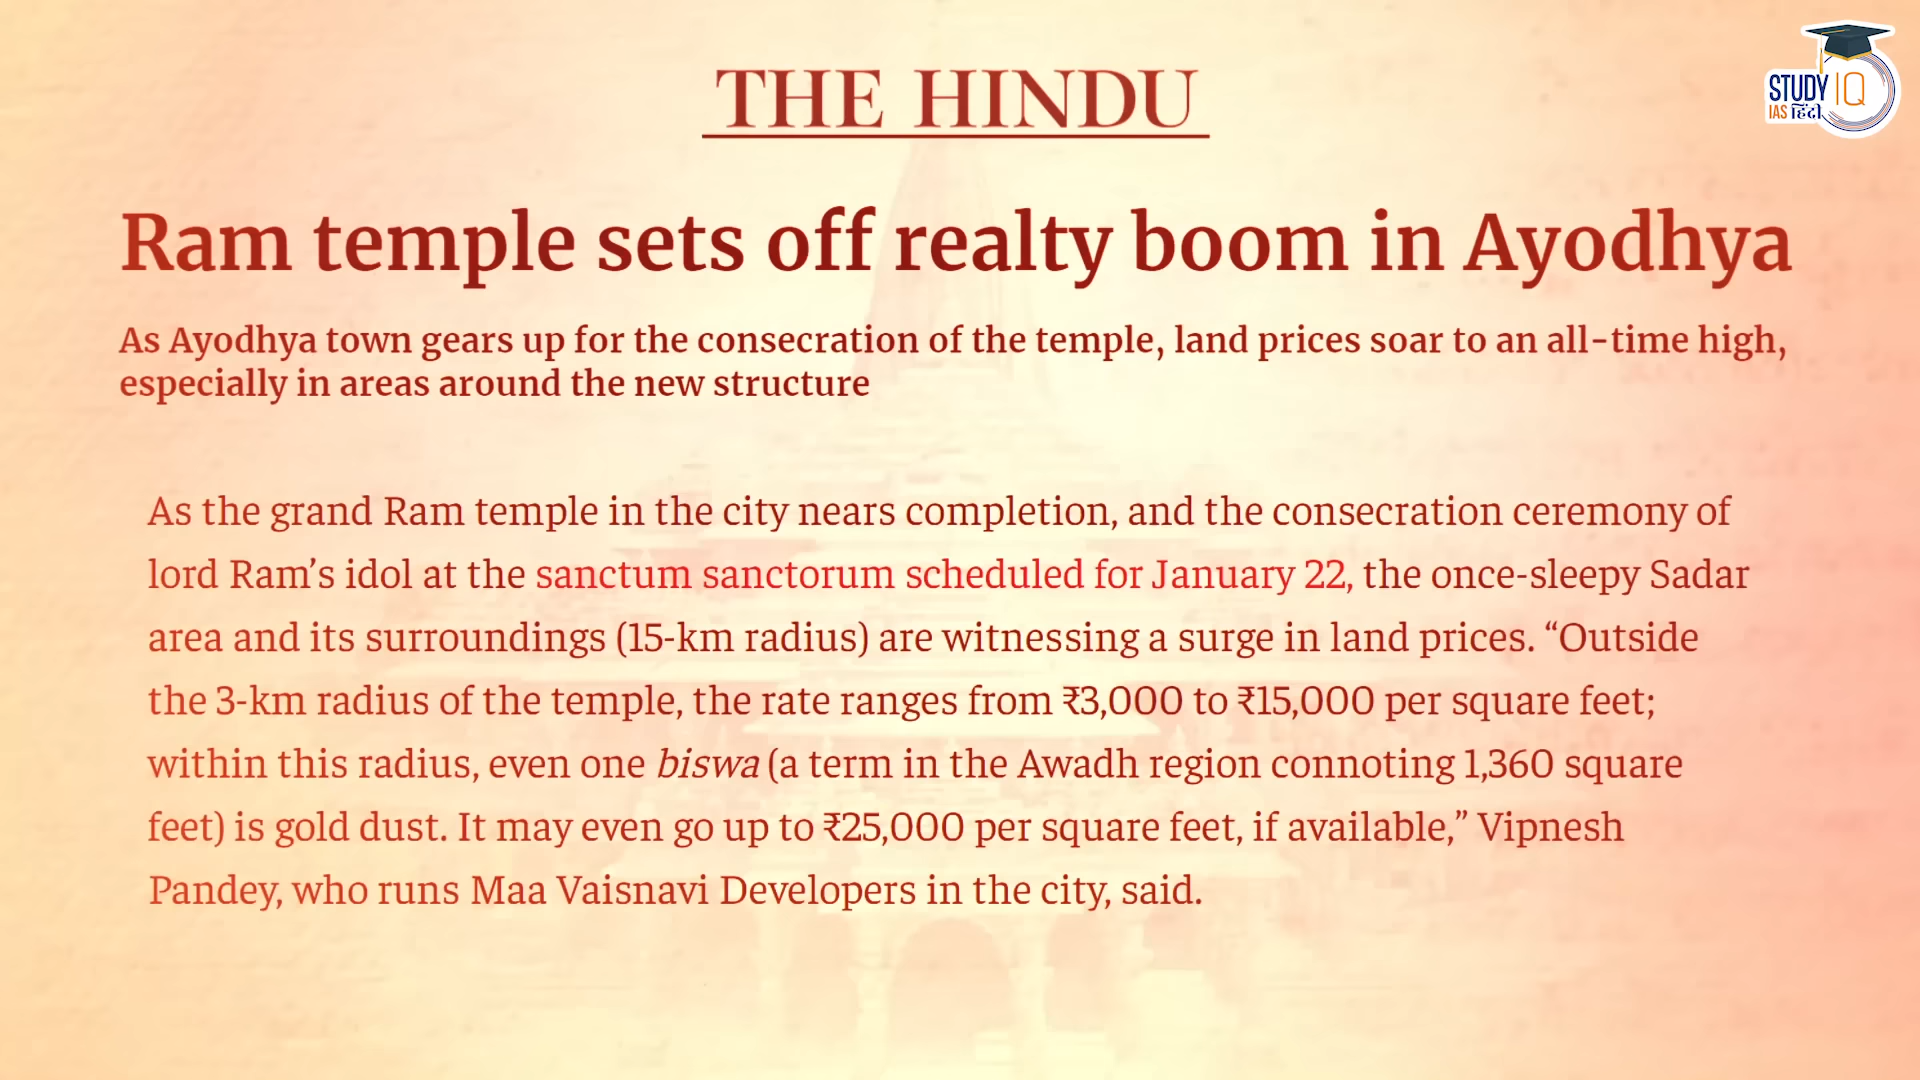 THE HINDU
STUDY IQ
IAS हिंदी
Ram temple sets off realty boom in Ayodhya
As Ayodhya town gears up for the consecration of the temple, land prices soar to an all-time high,
especially in areas around the new structure
As the grand Ram temple in the city nears completion, and the consecration ceremony of
lord Ram’s idol at the sanctum sanctorum scheduled for January 22, the once-sleepy Sadar
area and its surroundings (15-km radius) are witnessing a surge in land prices. “Outside
the 3-km radius of the temple, the rate ranges from ₹3,000 to ₹15,000 per square feet;
within this radius, even one biswa (a term in the Awadh region connoting 1,360 square
feet) is gold dust. It may even go up to ₹25,000 per square feet, if available,” Vipnesh
Pandey, who runs Maa Vaisnavi Developers in the city, said.